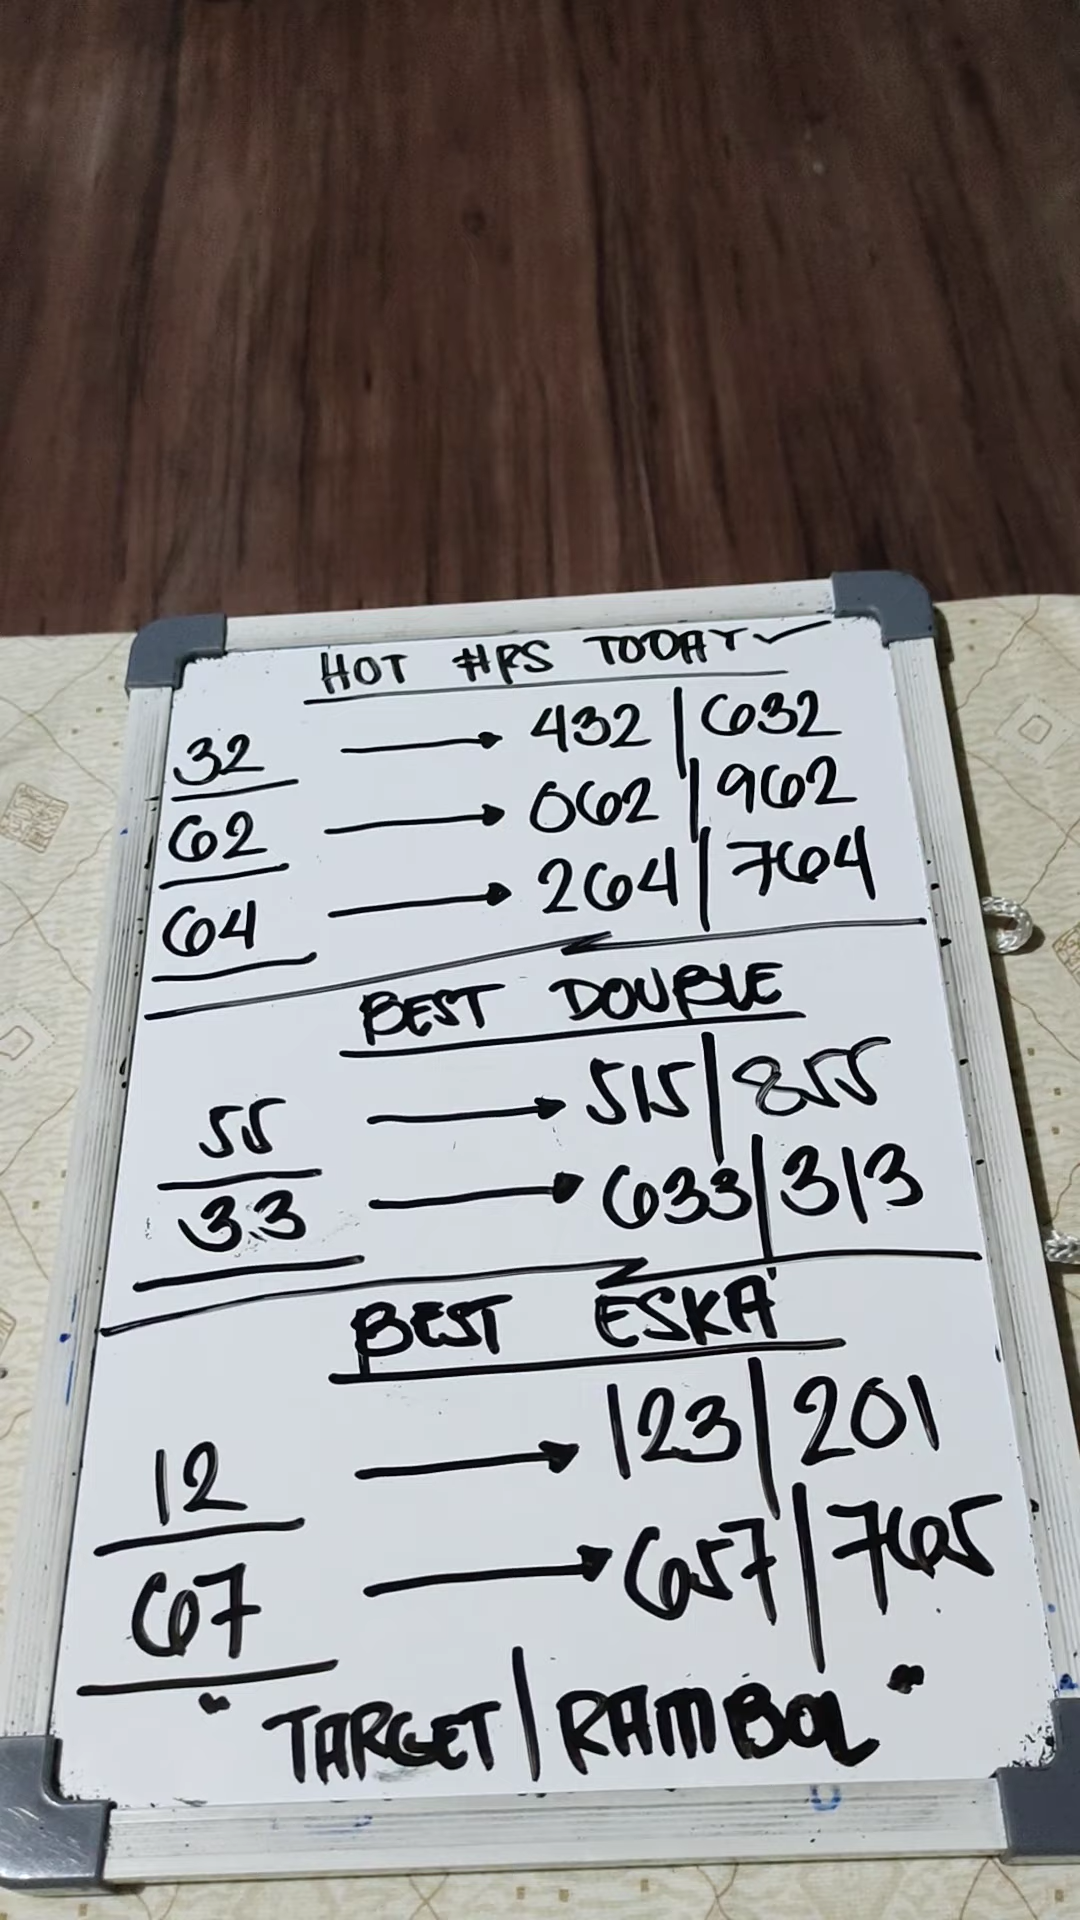 HOT #RS TODAY✓
32 → 432 | 632
62 → 062 | 962
64 → 264 | 764
BEST DOUBLE
55 → 515 | 855
33 → 633 | 313
BEST ESKA
12 → 123 | 201
67 → 657 | 765
" TARGET | RAMBOL "